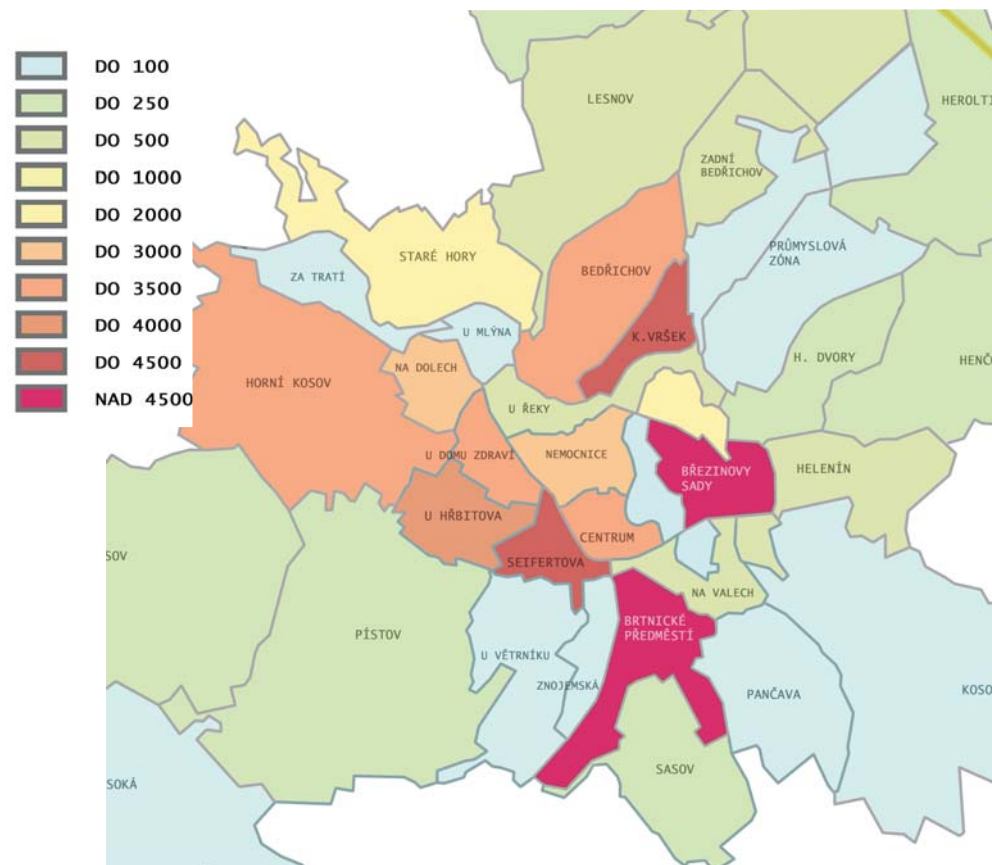 DO 100
DO 250
DO 500
DO 1000
DO 2000
DO 3000
DO 3500
DO 4000
DO 4500
NAD 4500
LESNOV
HEROLTI
ZADNÍ
BEDŘICHOV
STARÉ HORY
ZA TRATÍ
BEDŘICHOV
PRŮMYSLOVÁ
ZÓNA
U MLÝNA
K.VRŠEK
NA DOLECH
H. DVORY
HENČ
HORNÍ KOSOV
U ŘEKY
U DOMU ZDRAVÍ
NEMOCNICE
BŘEZINOVY
SADY
HELENÍN
U HŘBITOVA
CENTRUM
SOV
SEIFERTOVA
NA VALECH
PÍSTOV
BRTNICKÉ
PŘEDMĚSTÍ
U VĚTRNÍKU
ZNOJEMSKÁ
PANČAVA
KOSO
SASOV
SOKÁ